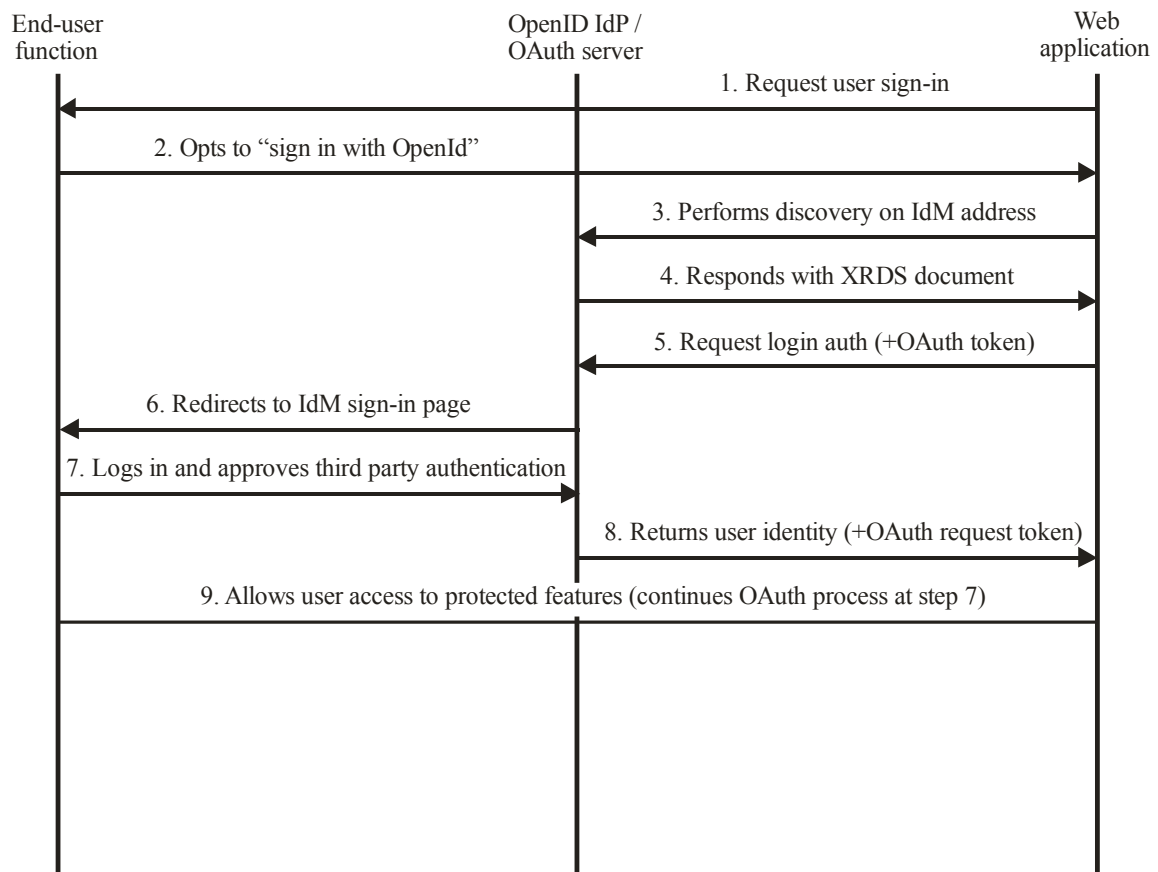 End-user
function
OpenID IdP /
OAuth server
Web
application
1. Request user sign-in
2. Opts to “sign in with OpenId”
3. Performs discovery on IdM address
4. Responds with XRDS document
5. Request login auth (+OAuth token)
6. Redirects to IdM sign-in page
7. Logs in and approves third party authentication
8. Returns user identity (+OAuth request token)
9. Allows user access to protected features (continues OAuth process at step 7)